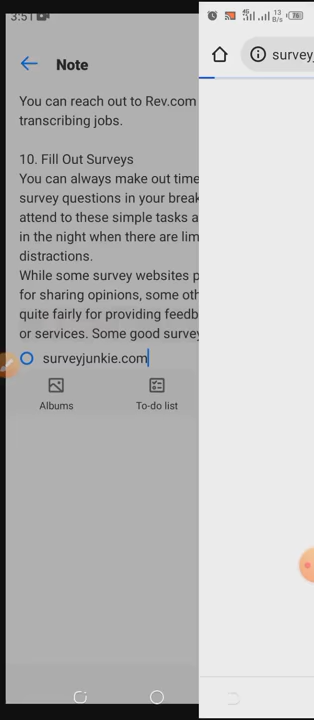 3:51
Note
You can reach out to Rev.com
transcribing jobs.
10. Fill Out Surveys
You can always make out time
survey questions in your break
attend to these simple tasks a
in the night when there are lim
distractions.
While some survey websites p
for sharing opinions, some oth
quite fairly for providing feedb
or services. Some good survey
surveyjunkie.com
Albums To-do list
13
B/s
76
survey